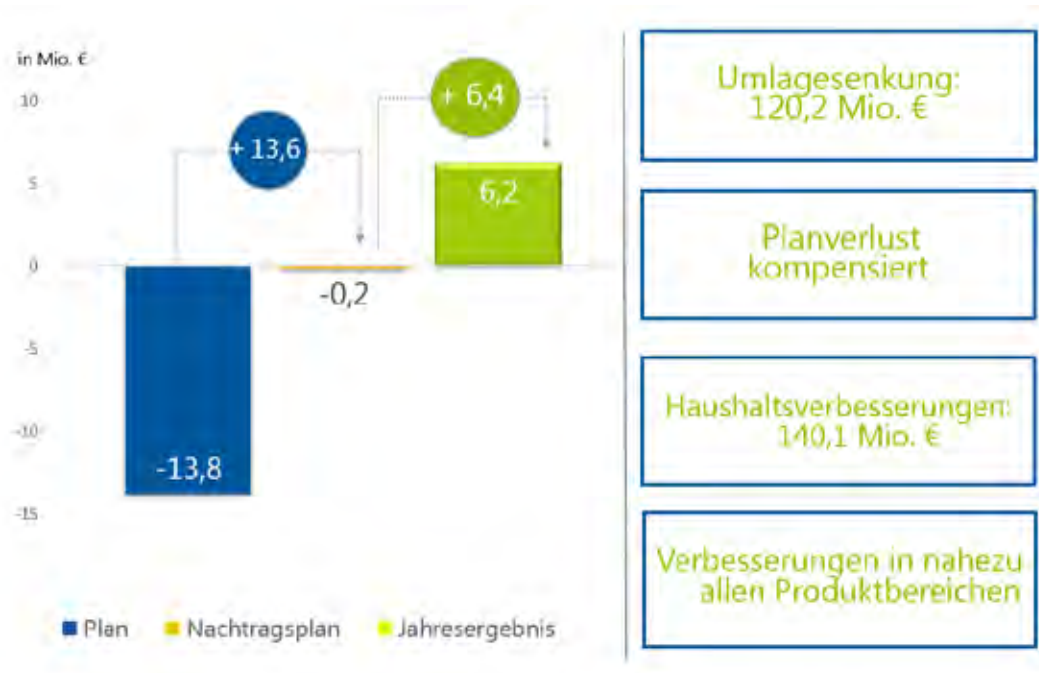 in Mio. €
10
5
0
-5
-10
-15
+ 13,6
+ 6,4
6,2
-0,2
-13,8
Plan
Nachtragsplan
Jahresergebnis
Umlagesenkung:
120,2 Mio. €
Planverlust
kompensiert
Haushaltsverbesserungen:
140,1 Mio. €
Verbesserungen in nahezu
allen Produktbereichen